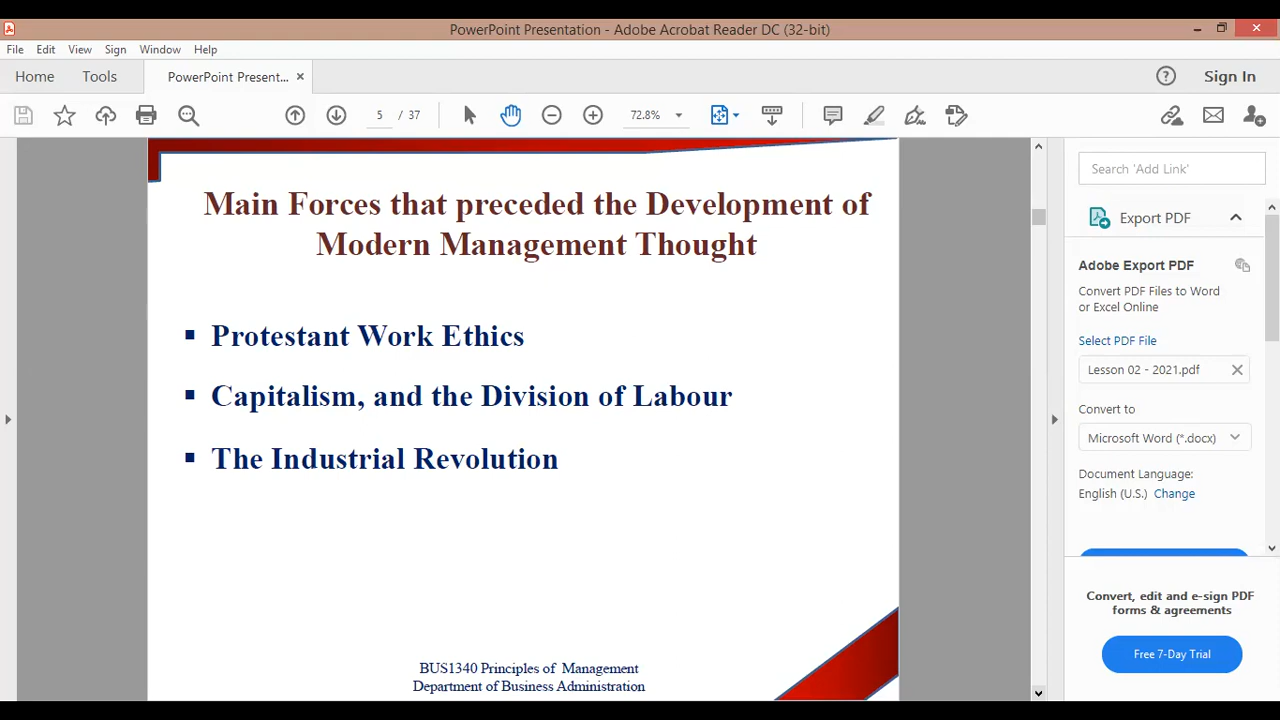 PowerPoint Presentation - Adobe Acrobat Reader DC (32-bit)
File Edit View Sign Window Help
Home Tools PowerPoint Present... × Sign In
5 / 37 72.8%
Main Forces that preceded the Development of
Modern Management Thought
▪ Protestant Work Ethics
▪ Capitalism, and the Division of Labour
▪ The Industrial Revolution
BUS1340 Principles of Management
Department of Business Administration
Search 'Add Link'
Export PDF
Adobe Export PDF
Convert PDF Files to Word
or Excel Online
Select PDF File
Lesson 02 - 2021.pdf
Convert to
Microsoft Word (*.docx)
Document Language:
English (U.S.) Change
Convert, edit and e-sign PDF
forms & agreements
Free 7-Day Trial